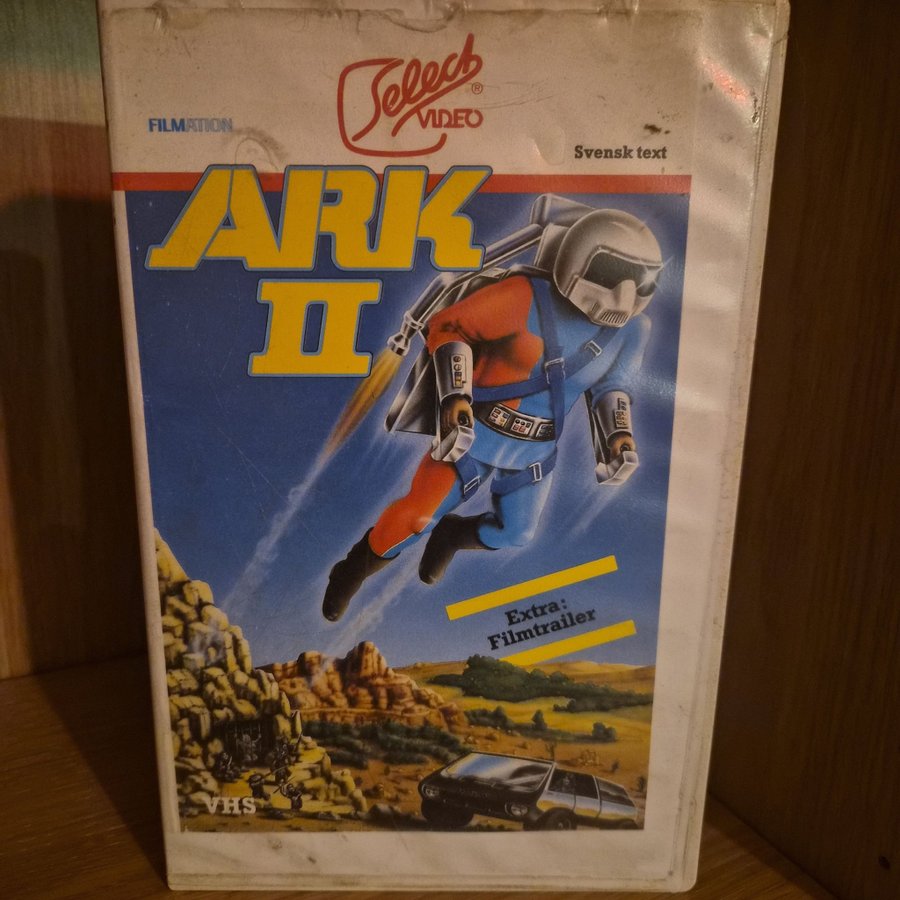 Select ®
VIDEO
FILMATION
Svensk text
ARK
II
Extra:
Filmtrailer
VHS